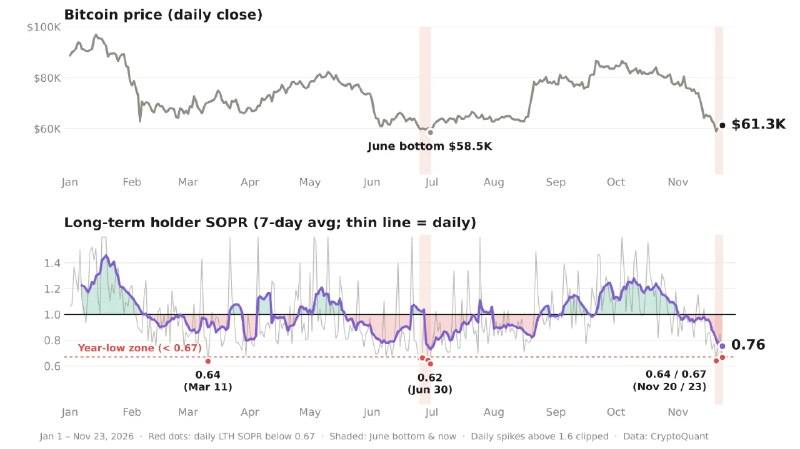 Bitcoin price (daily close)
$100K
$80K
$60K
$61.3K
June bottom $58.5K
Jan Feb Mar Apr May Jun Jul Aug Sep Oct Nov
Long-term holder SOPR (7-day avg; thin line = daily)
1.4
1.2
1.0
0.8
0.6
Year-low zone (< 0.67)
0.76
0.64
(Mar 11)
0.62
(Jun 30)
0.64 / 0.67
(Nov 20 / 23)
Jan Feb Mar Apr May Jun Jul Aug Sep Oct Nov
Jan 1 – Nov 23, 2026 · Red dots: daily LTH SOPR below 0.67 · Shaded: June bottom & now · Daily spikes above 1.6 clipped · Data: CryptoQuant